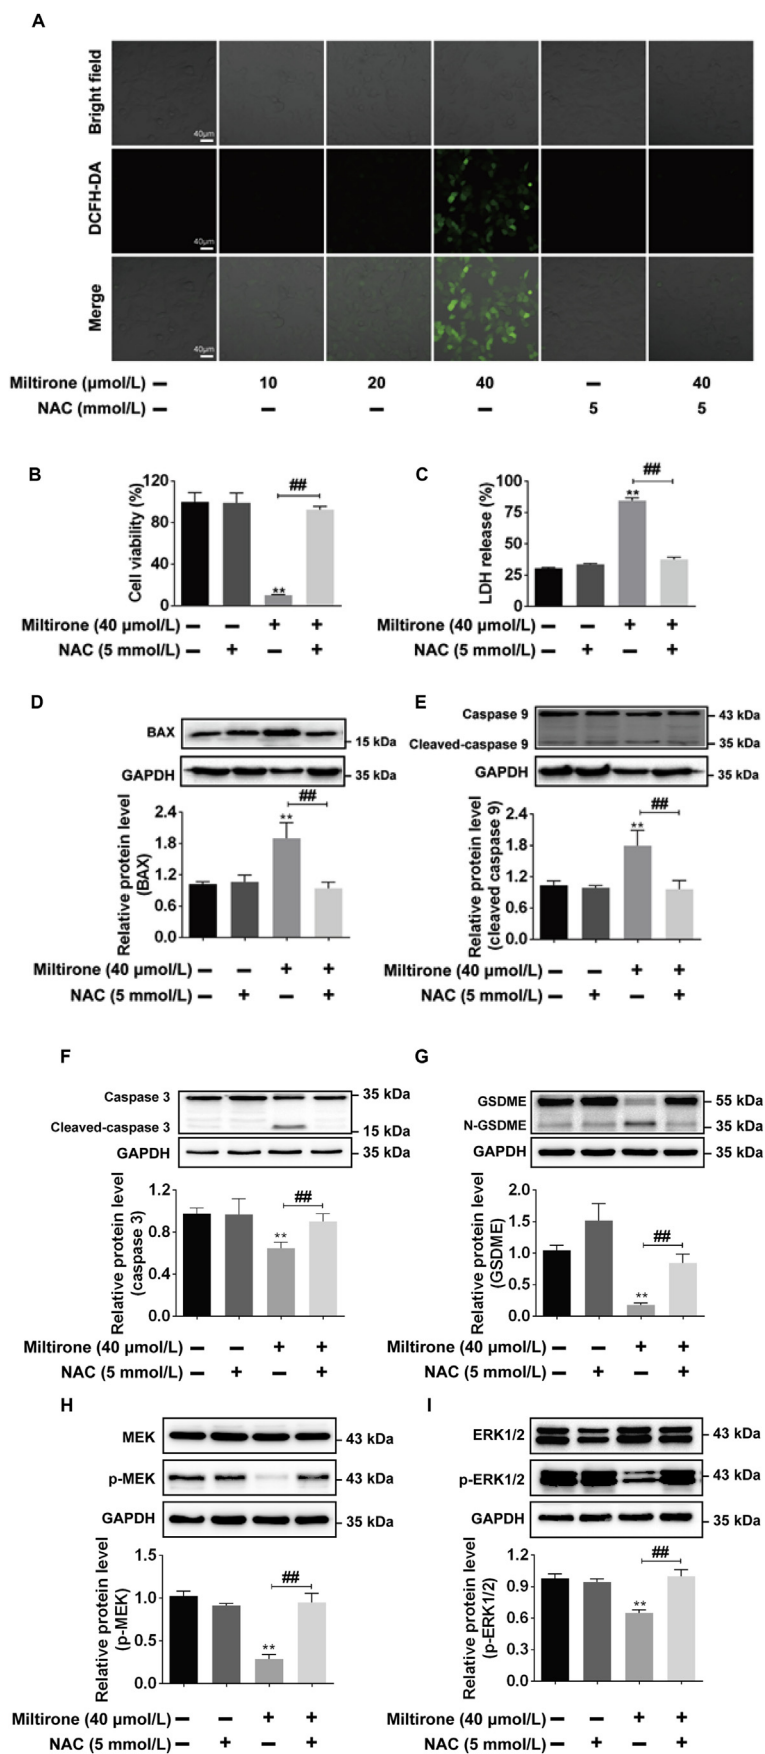 A
Bright field
40µm
DCFH-DA
40µm
Merge
40µm
Miltirone (µmol/L) – 10 20 40 – 40
NAC (mmol/L) – – – – 5 5
B
Cell viability (%)
120
80
40
0
**
##
Miltirone (40 µmol/L) – – + +
NAC (5 mmol/L) – + – +
C
LDH release (%)
100
75
50
25
0
**
##
Miltirone (40 µmol/L) – – + +
NAC (5 mmol/L) – + – +
D
BAX
15 kDa
GAPDH
35 kDa
Relative protein level
(BAX)
2.4
1.8
1.2
0.6
0.0
**
##
Miltirone (40 µmol/L) – – + +
NAC (5 mmol/L) – + – +
E
Caspase 9
43 kDa
Cleaved-caspase 9
35 kDa
GAPDH
35 kDa
Relative protein level
(cleaved caspase 9)
2.4
1.8
1.2
0.6
0.0
**
##
Miltirone (40 µmol/L) – – + +
NAC (5 mmol/L) – + – +
F
Caspase 3
35 kDa
Cleaved-caspase 3
15 kDa
GAPDH
35 kDa
Relative protein level
(caspase 3)
1.2
0.8
0.4
0.0
**
##
Miltirone (40 µmol/L) – – + +
NAC (5 mmol/L) – + – +
G
GSDME
55 kDa
N-GSDME
35 kDa
GAPDH
35 kDa
Relative protein level
(GSDME)
2.0
1.5
1.0
0.5
0.0
**
##
Miltirone (40 µmol/L) – – + +
NAC (5 mmol/L) – + – +
H
MEK
43 kDa
p-MEK
43 kDa
GAPDH
35 kDa
Relative protein level
(p-MEK)
1.5
1.0
0.5
0.0
**
##
Miltirone (40 µmol/L) – – + +
NAC (5 mmol/L) – + – +
I
ERK1/2
43 kDa
p-ERK1/2
43 kDa
GAPDH
35 kDa
Relative protein level
(p-ERK1/2)
1.2
0.9
0.6
0.3
0.0
**
##
Miltirone (40 µmol/L) – – + +
NAC (5 mmol/L) – + – +